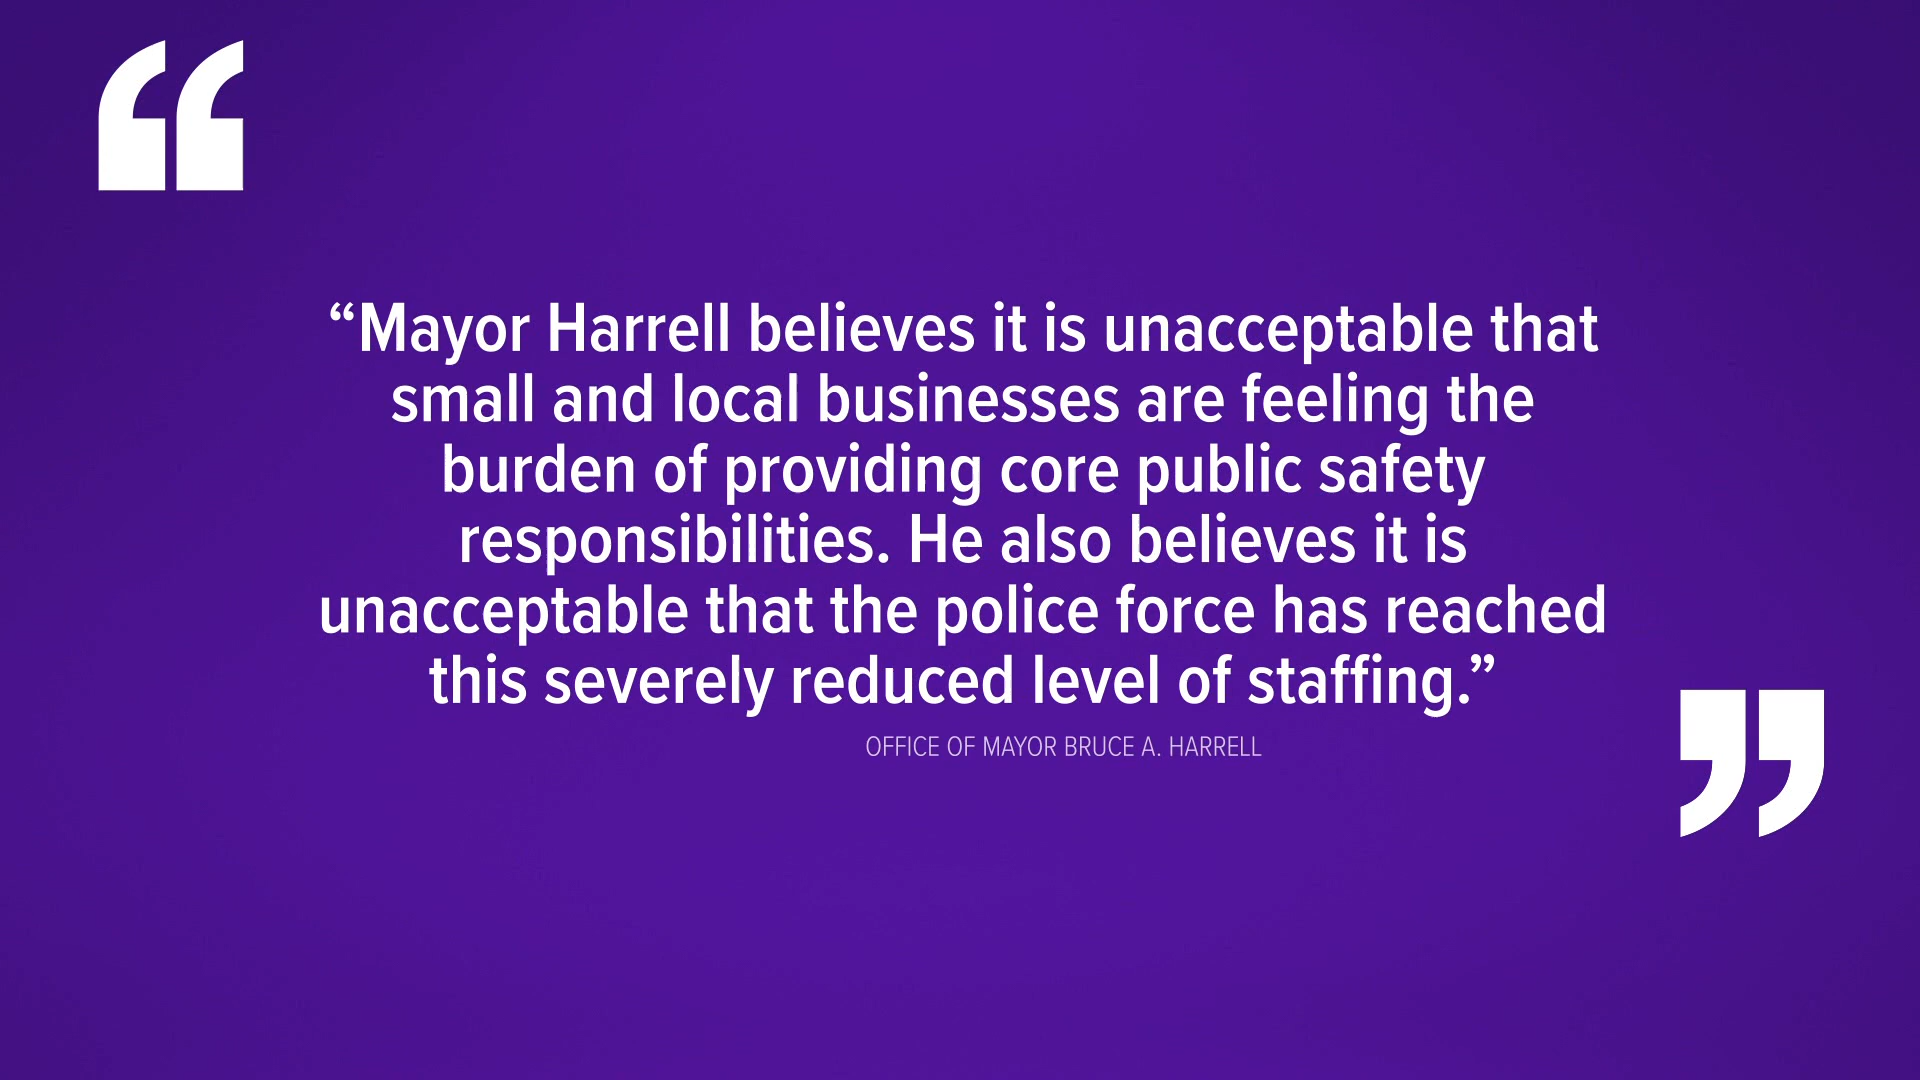 “
“Mayor Harrell believes it is unacceptable that
small and local businesses are feeling the
burden of providing core public safety
responsibilities. He also believes it is
unacceptable that the police force has reached
this severely reduced level of staffing.”
OFFICE OF MAYOR BRUCE A. HARRELL
”